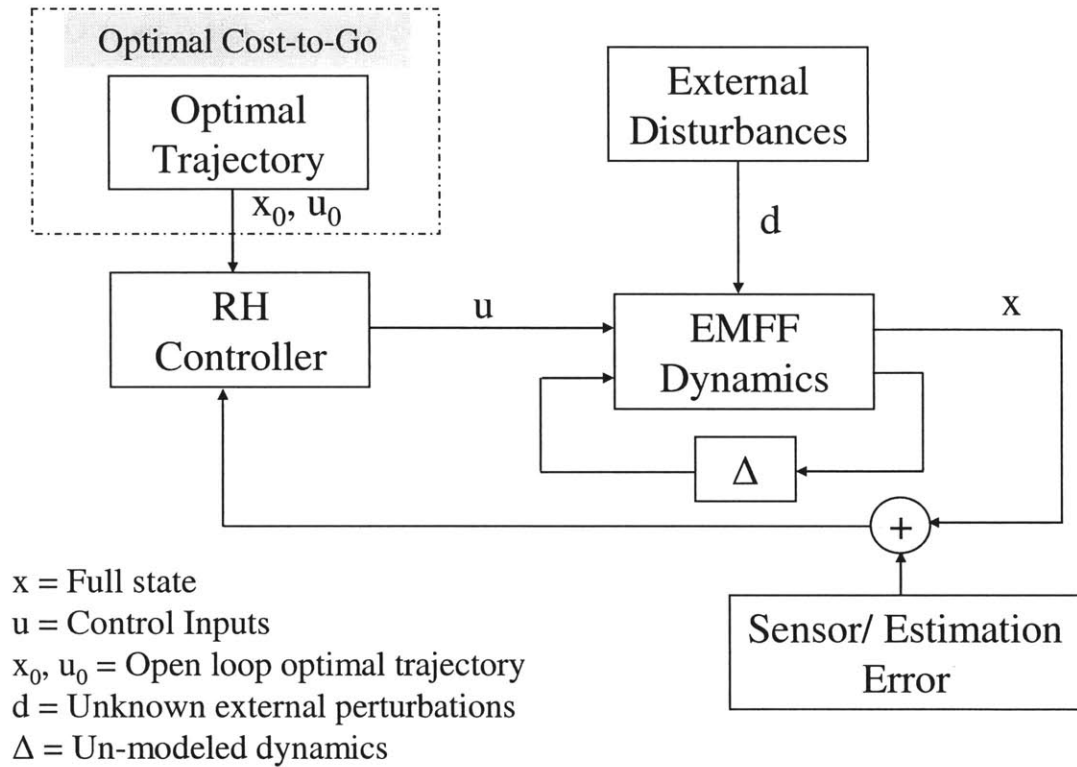 Optimal Cost-to-Go
Optimal
Trajectory
x₀, u₀
External
Disturbances
d
RH
Controller
u
EMFF
Dynamics
x
Δ
+
Sensor/ Estimation
Error
x = Full state
u = Control Inputs
x₀, u₀ = Open loop optimal trajectory
d = Unknown external perturbations
Δ = Un-modeled dynamics